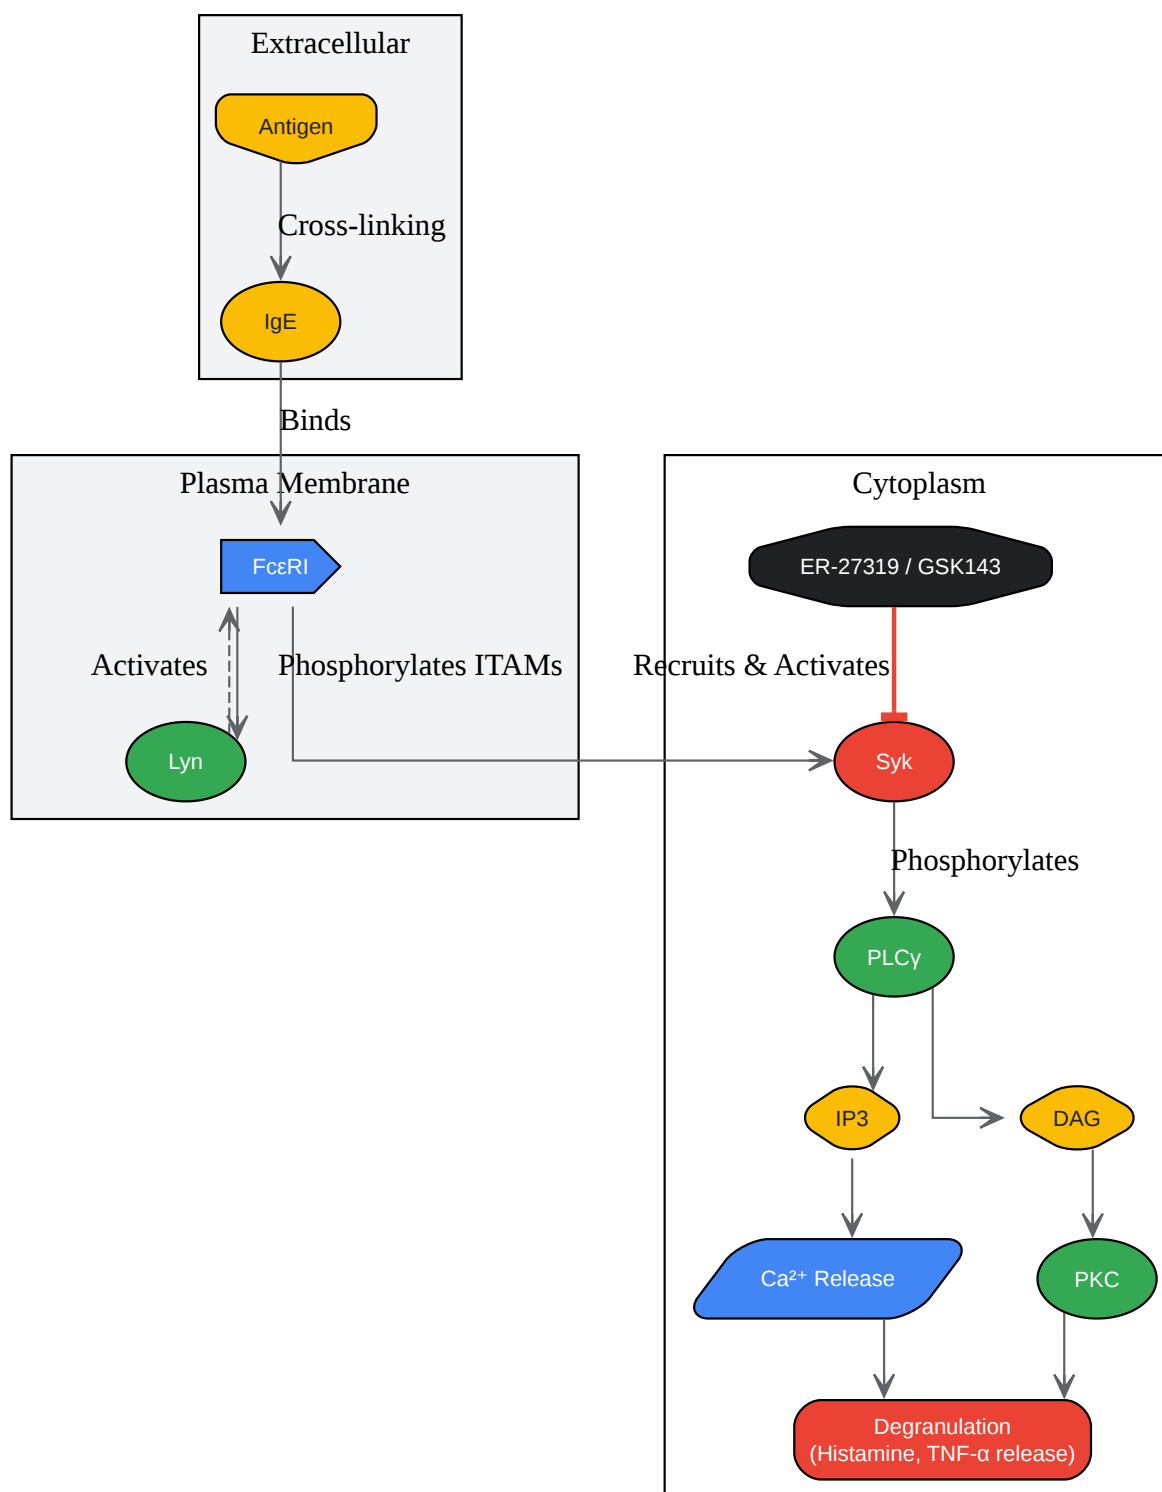 Extracellular
Antigen
Cross-linking
IgE
Binds
Plasma Membrane
FcεRI
Activates
Phosphorylates ITAMs
Lyn
Cytoplasm
ER-27319 / GSK143
Recruits & Activates
Syk
Phosphorylates
PLCγ
IP3
DAG
Ca²⁺ Release
PKC
Degranulation
(Histamine, TNF-α release)